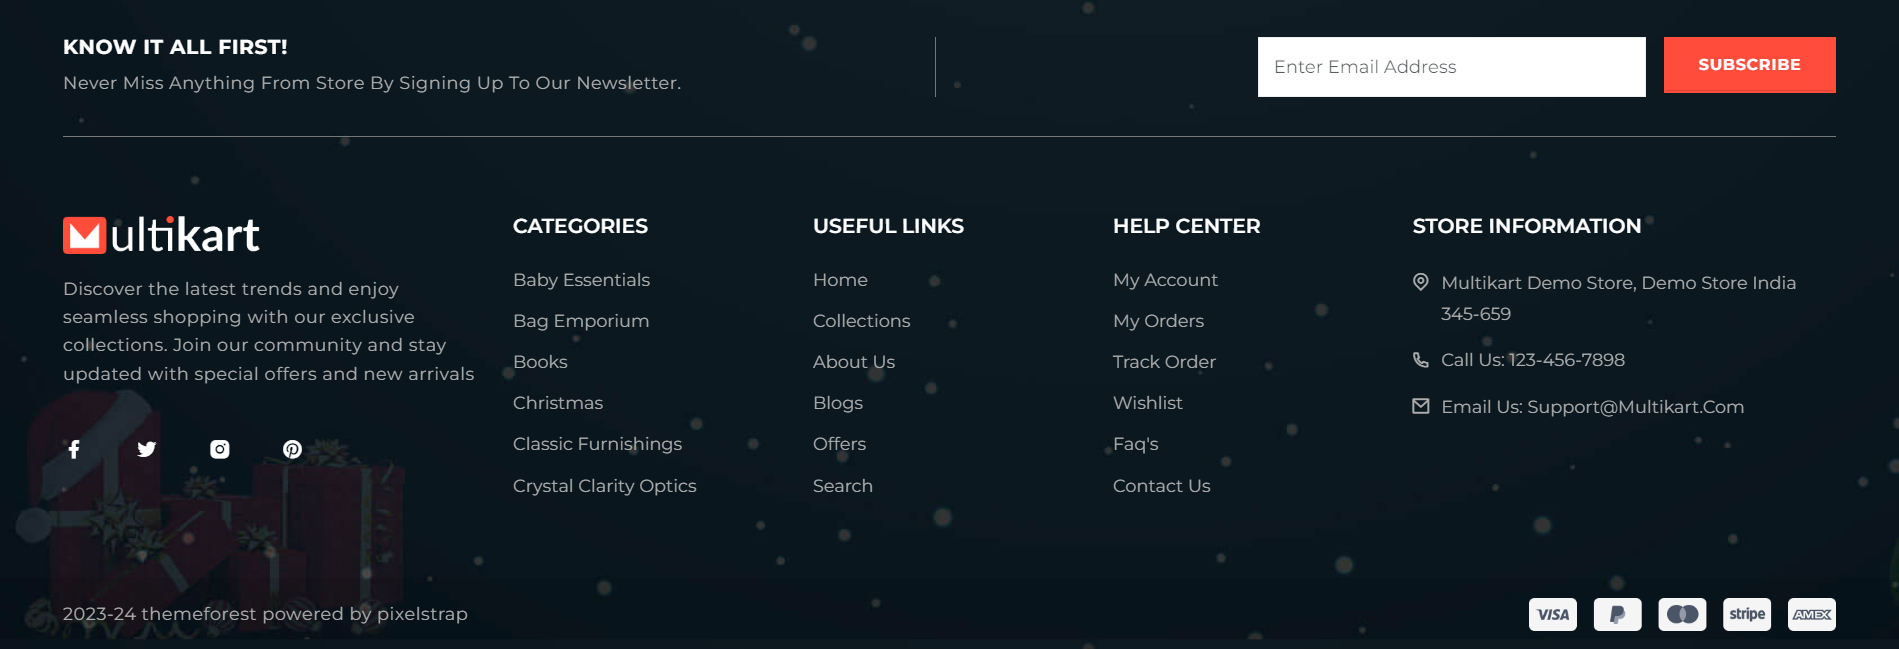 KNOW IT ALL FIRST!
Never Miss Anything From Store By Signing Up To Our Newsletter.
Enter Email Address
SUBSCRIBE
Multikart
Discover the latest trends and enjoy
seamless shopping with our exclusive
collections. Join our community and stay
updated with special offers and new arrivals
CATEGORIES
Baby Essentials
Bag Emporium
Books
Christmas
Classic Furnishings
Crystal Clarity Optics
USEFUL LINKS
Home
Collections
About Us
Blogs
Offers
Search
HELP CENTER
My Account
My Orders
Track Order
Wishlist
Faq's
Contact Us
STORE INFORMATION
Multikart Demo Store, Demo Store India
345-659
Call Us: 123-456-7898
Email Us: Support@Multikart.Com
2023-24 themeforest powered by pixelstrap
VISA
stripe
AMEX